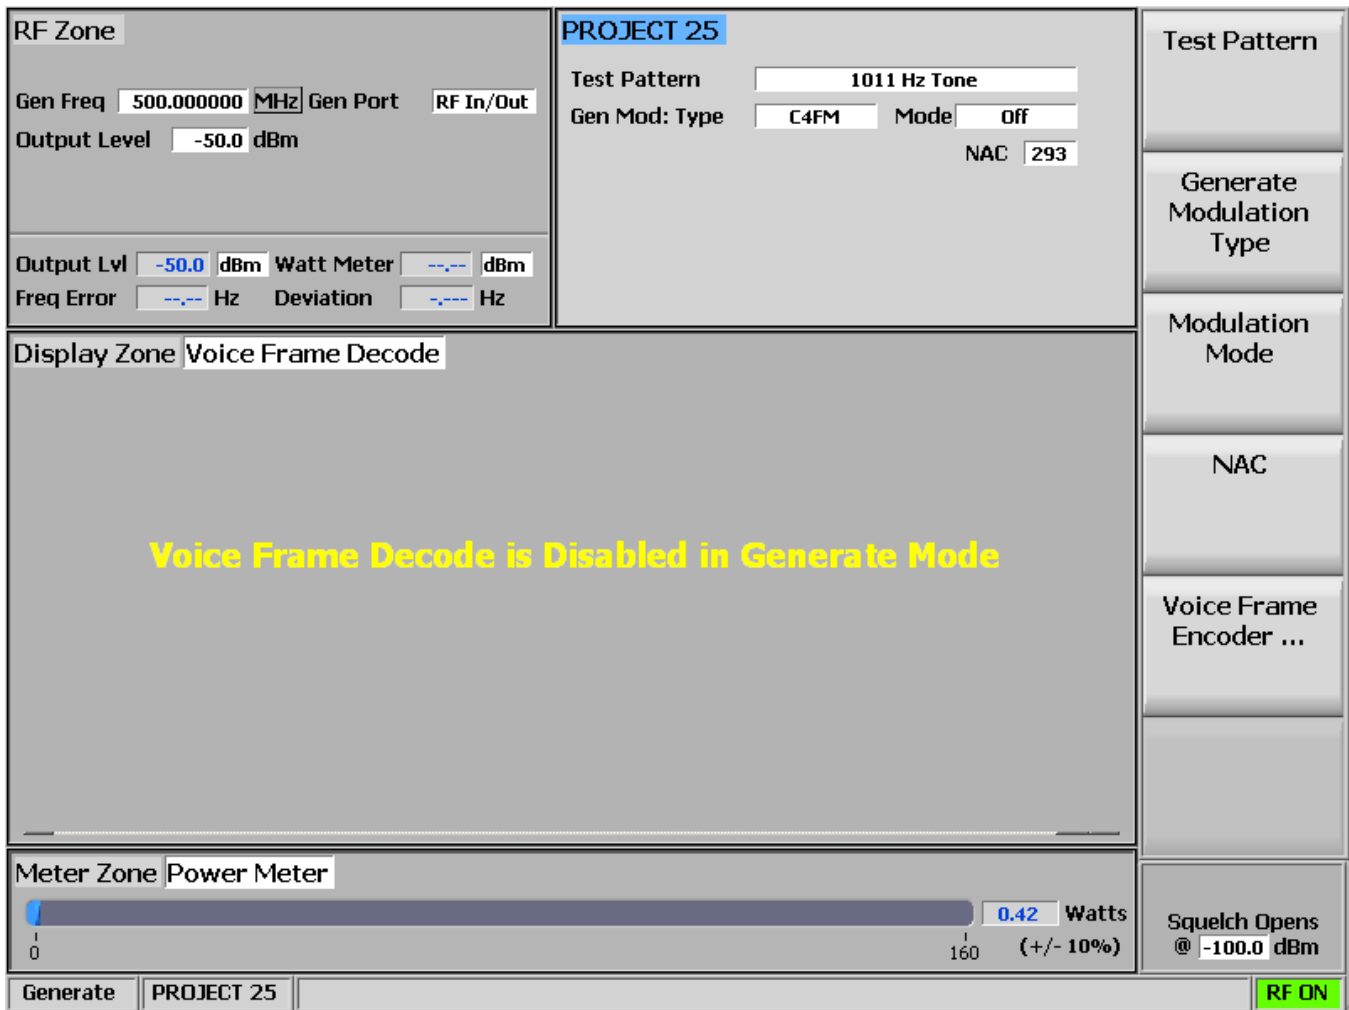 RF Zone
Gen Freq 500.000000 MHz Gen Port RF In/Out
Output Level -50.0 dBm
Output Lvl -50.0 dBm Watt Meter --.-- dBm
Freq Error --.-- Hz Deviation -.--- Hz
PROJECT 25
Test Pattern 1011 Hz Tone
Gen Mod: Type C4FM Mode Off
NAC 293
Display Zone Voice Frame Decode
Voice Frame Decode is Disabled in Generate Mode
Meter Zone Power Meter
0.42 Watts
0 160 (+/- 10%)
Test Pattern
Generate
Modulation
Type
Modulation
Mode
NAC
Voice Frame
Encoder ...
Squelch Opens
@ -100.0 dBm
Generate PROJECT 25 RF ON